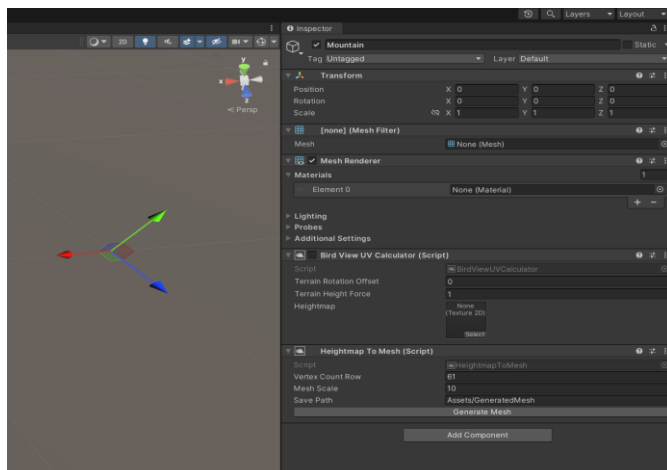 Layers Layout
Inspector
2D
Mountain Static
Tag Untagged Layer Default
y
x
z
Persp
Transform
Position X 0 Y 0 Z 0
Rotation X 0 Y 0 Z 0
Scale X 1 Y 1 Z 1
[none] (Mesh Filter)
Mesh None (Mesh)
Mesh Renderer
Materials 1
Element 0 None (Material)
+ −
Lighting
Probes
Additional Settings
Bird View UV Calculator (Script)
Script BirdViewUVCalculator
Terrain Rotation Offset 0
Terrain Height Force 1
Heightmap None
(Texture 2D)
Select
Heightmap To Mesh (Script)
Script HeightmapToMesh
Vertex Count Row 61
Mesh Scale 10
Save Path Assets/GeneratedMesh
Generate Mesh
Add Component